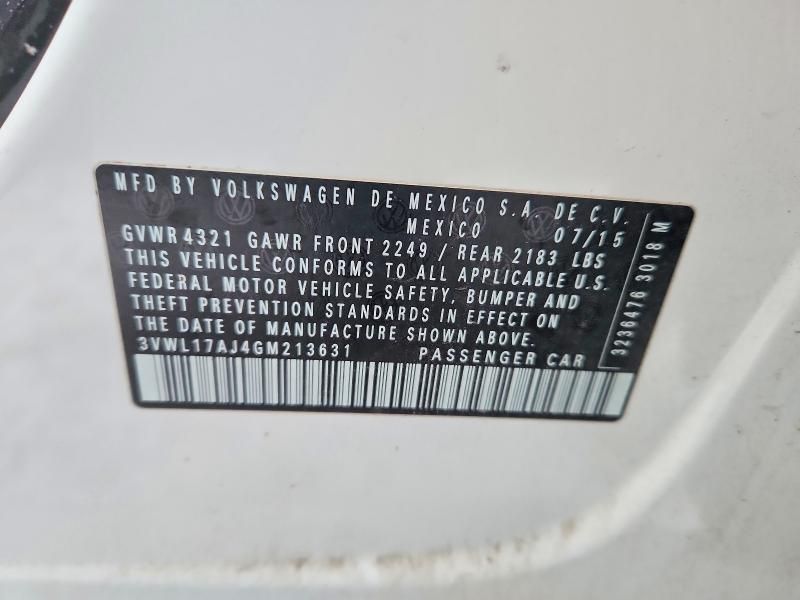 MFD BY VOLKSWAGEN DE MEXICO S.A. DE C.V.
MEXICO 07/15
GVWR 4321 GAWR FRONT 2249 / REAR 2183 LBS
THIS VEHICLE CONFORMS TO ALL APPLICABLE U.S.
FEDERAL MOTOR VEHICLE SAFETY, BUMPER AND
THEFT PREVENTION STANDARDS IN EFFECT ON
THE DATE OF MANUFACTURE SHOWN ABOVE.
3VWL17AJ4GM213631 PASSENGER CAR
3236476 3018 M